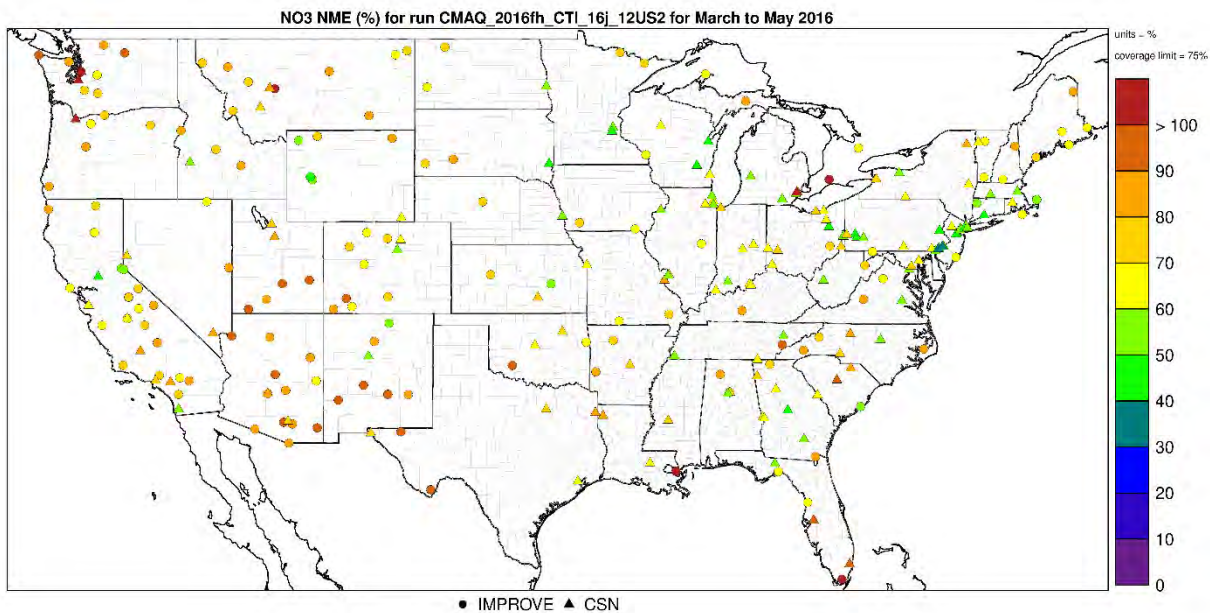 NO3 NME (%) for run CMAQ_2016fh_CTI_16j_12US2 for March to May 2016
units = %
coverage limit = 75%
> 100
90
80
70
60
50
40
30
20
10
0
● IMPROVE ▲ CSN